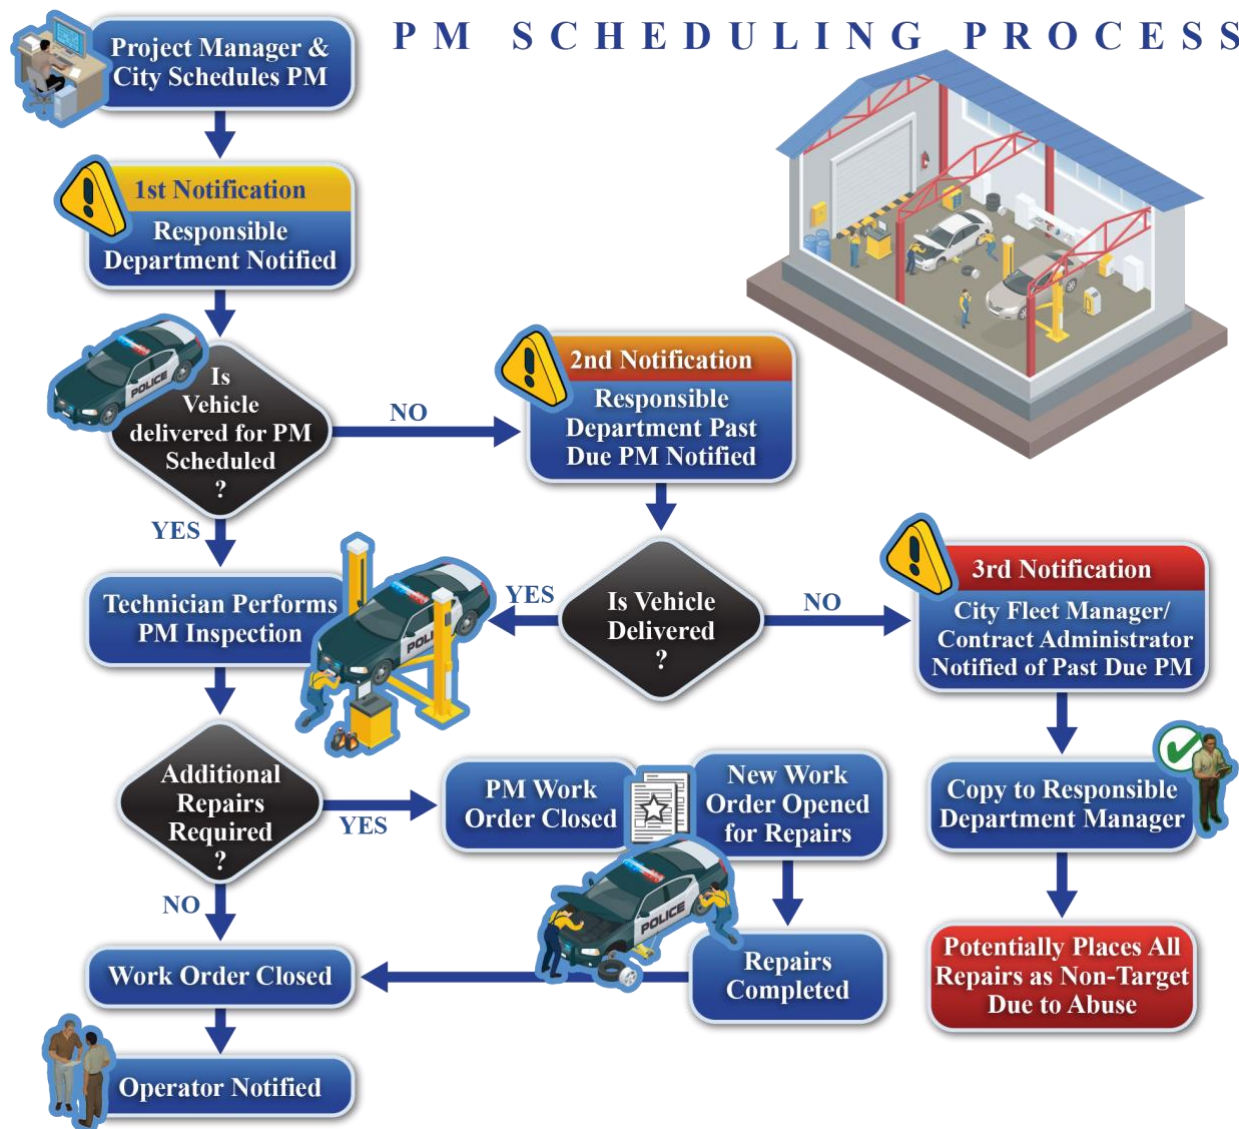 PM SCHEDULING PROCESS
Project Manager &
City Schedules PM
1st Notification
Responsible
Department Notified
POLICE
Is
Vehicle
delivered for PM
Scheduled
?
NO
2nd Notification
Responsible
Department Past
Due PM Notified
YES
Technician Performs
PM Inspection
POLICE
YES
Is Vehicle
Delivered
?
NO
3rd Notification
City Fleet Manager/
Contract Administrator
Notified of Past Due PM
Additional
Repairs
Required
?
YES
PM Work
Order Closed
New Work
Order Opened
for Repairs
Copy to Responsible
Department Manager
NO
POLICE
Work Order Closed
Repairs
Completed
Potentially Places All
Repairs as Non-Target
Due to Abuse
Operator Notified